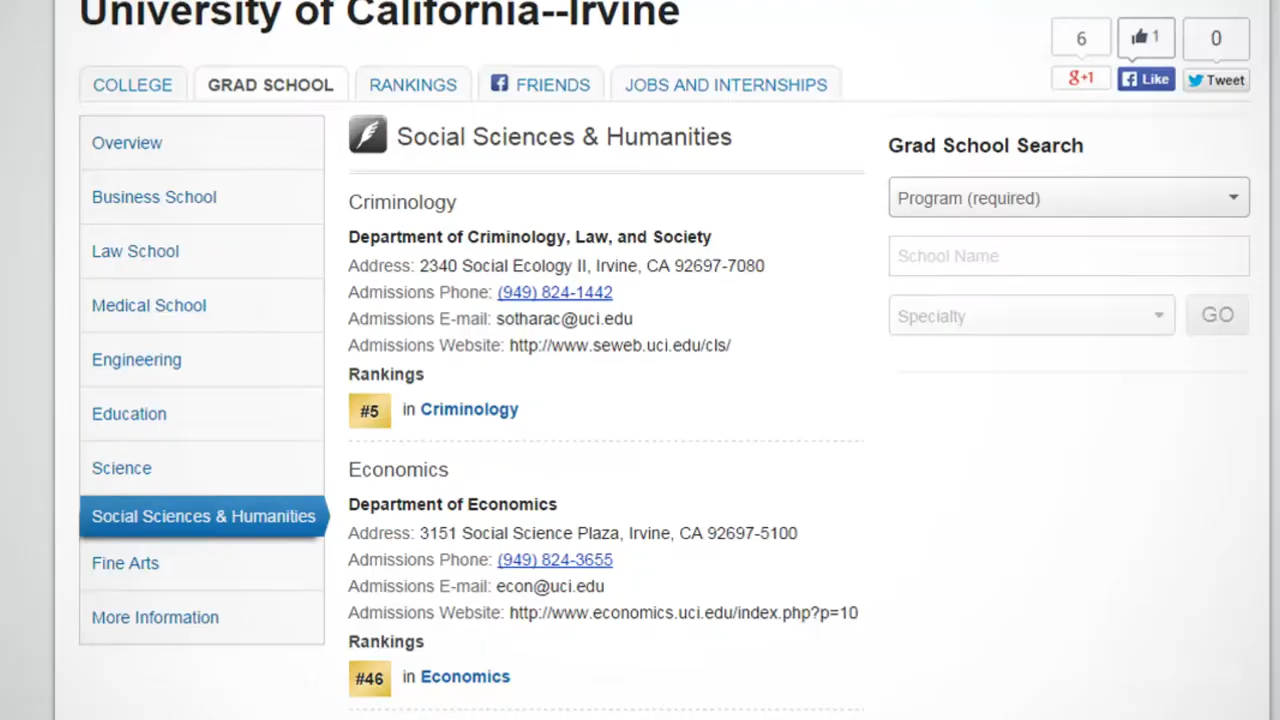 University of California--Irvine
6
1
0
g+1
Like
Tweet
COLLEGE
GRAD SCHOOL
RANKINGS
FRIENDS
JOBS AND INTERNSHIPS
Overview
Business School
Law School
Medical School
Engineering
Education
Science
Social Sciences & Humanities
Fine Arts
More Information
Social Sciences & Humanities
Criminology
Department of Criminology, Law, and Society
Address: 2340 Social Ecology II, Irvine, CA 92697-7080
Admissions Phone: (949) 824-1442
Admissions E-mail: sotharac@uci.edu
Admissions Website: http://www.seweb.uci.edu/cls/
Rankings
#5 in Criminology
Economics
Department of Economics
Address: 3151 Social Science Plaza, Irvine, CA 92697-5100
Admissions Phone: (949) 824-3655
Admissions E-mail: econ@uci.edu
Admissions Website: http://www.economics.uci.edu/index.php?p=10
Rankings
#46 in Economics
Grad School Search
Program (required)
School Name
Specialty
GO